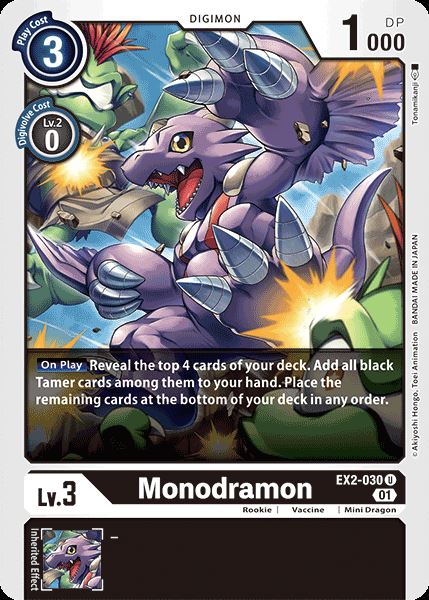 Play Cost
3
DIGIMON
DP
1000
Digivolve Cost
Lv.2
0
Tonamikanji
On Play Reveal the top 4 cards of your deck. Add all black
Tamer cards among them to your hand. Place the
remaining cards at the bottom of your deck in any order.
©Akiyoshi Hongo, Toei Animation BANDAI MADE IN JAPAN
Lv.3
Monodramon
EX2-030 U
01
Rookie | Vaccine | Mini Dragon
Inherited Effect
–